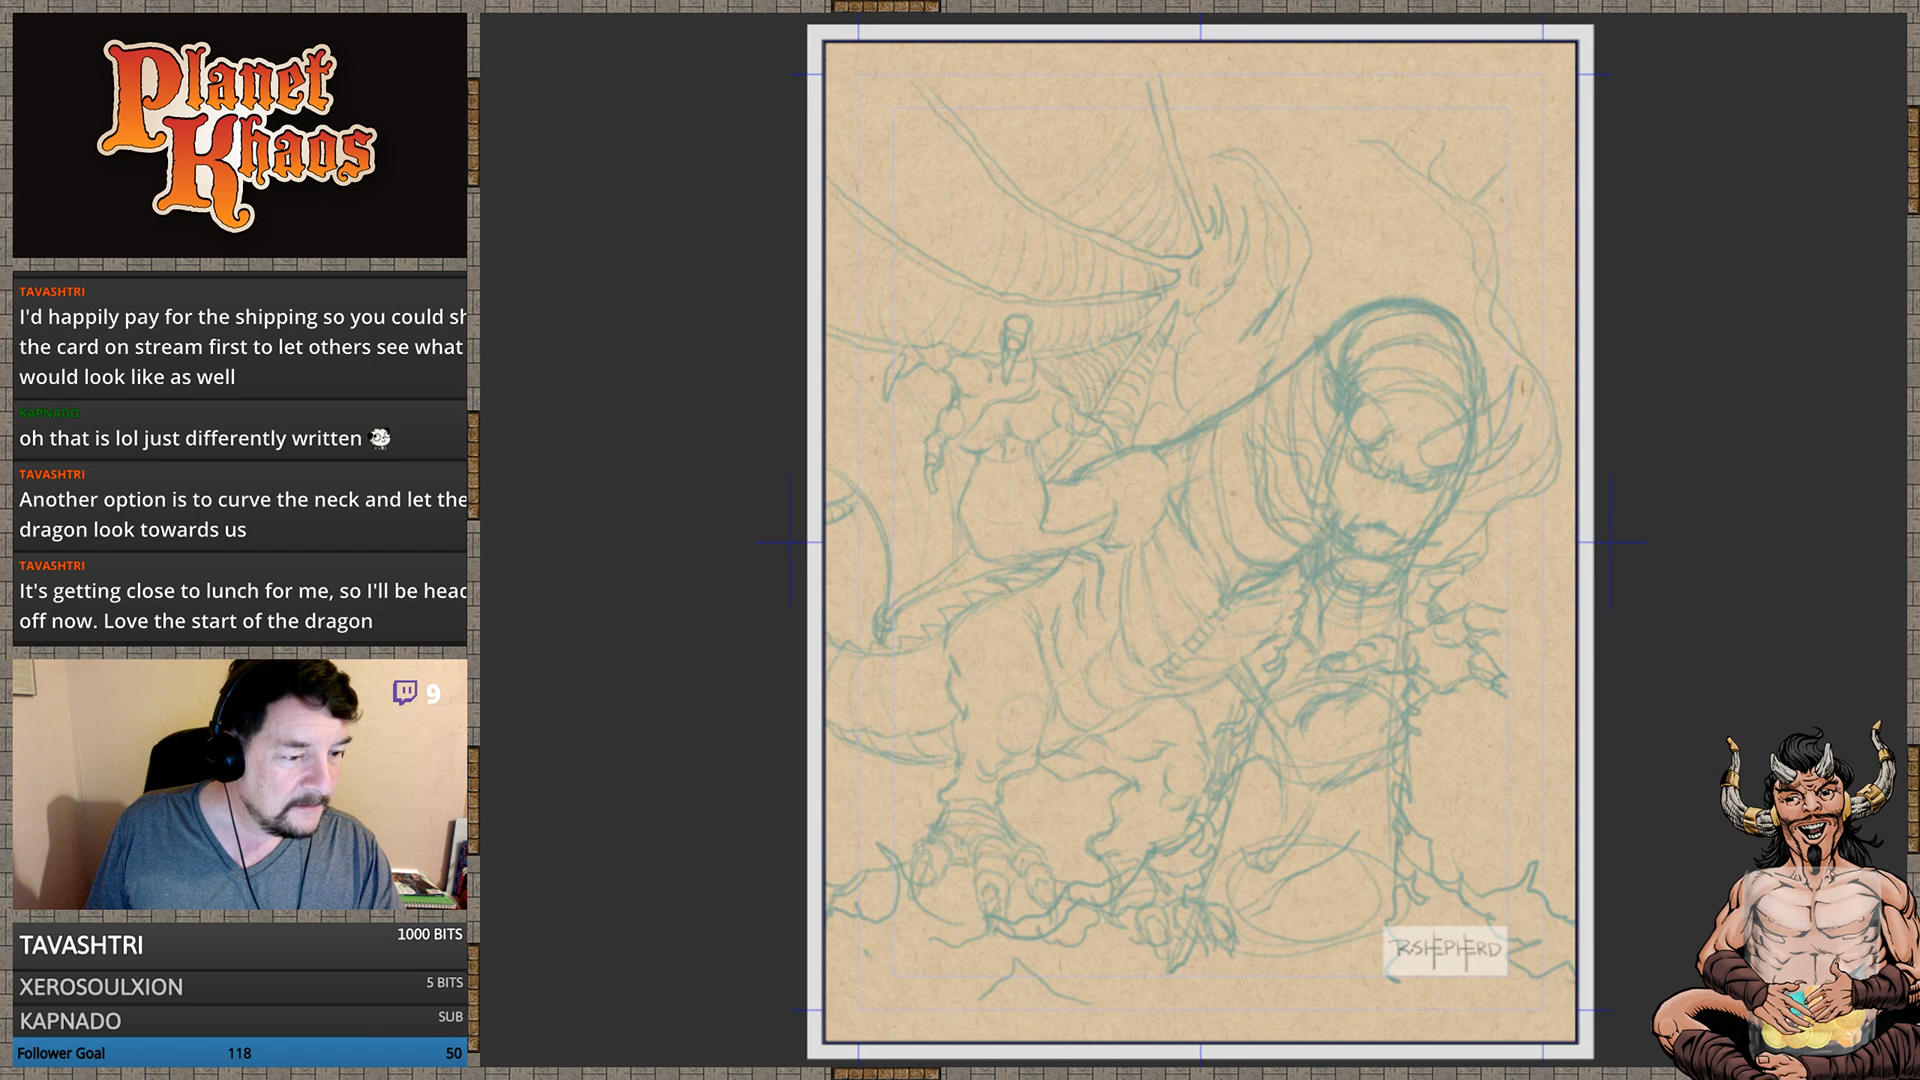 Planet
Khaos
TAVASHTRI
I'd happily pay for the shipping so you could sh
the card on stream first to let others see what
would look like as well
KAPNADO
oh that is lol just differently written
TAVASHTRI
Another option is to curve the neck and let the
dragon look towards us
TAVASHTRI
It's getting close to lunch for me, so I'll be head
off now. Love the start of the dragon
9
TAVASHTRI 1000 BITS
XEROSOULXION 5 BITS
KAPNADO SUB
Follower Goal 118 50
R.SHEPHERD